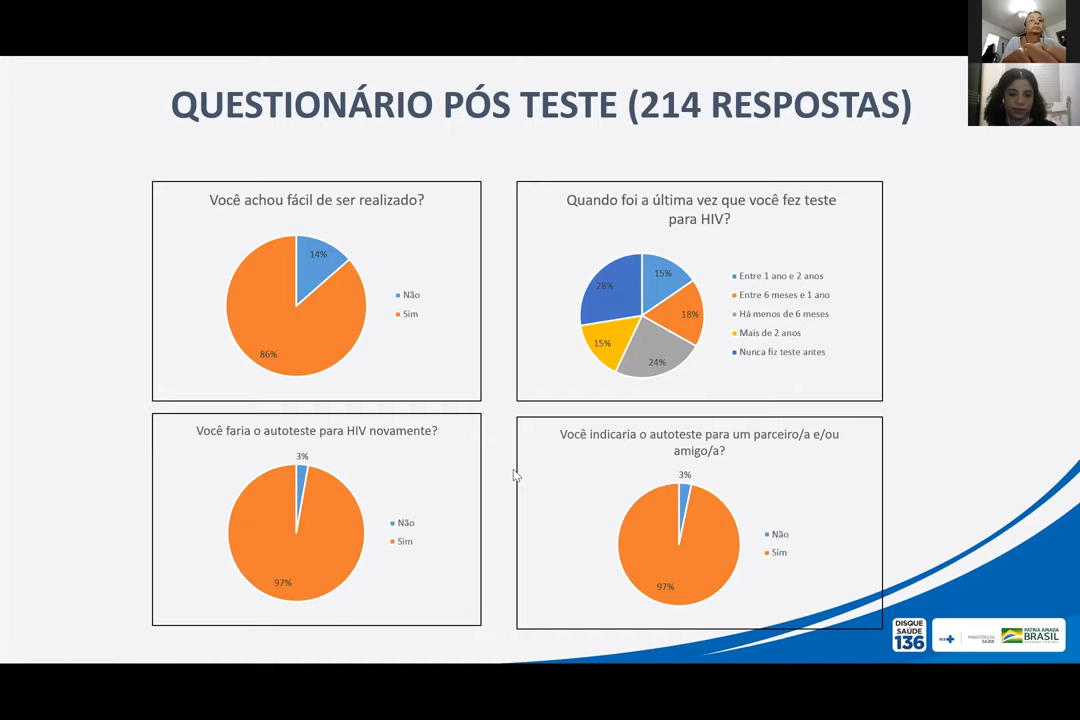 QUESTIONÁRIO PÓS TESTE (214 RESPOSTAS)
Você achou fácil de ser realizado?
14%
86%
Não
Sim
Quando foi a última vez que você fez teste
para HIV?
15%
18%
24%
15%
28%
Entre 1 ano e 2 anos
Entre 6 meses e 1 ano
Há menos de 6 meses
Mais de 2 anos
Nunca fiz teste antes
Você faria o autoteste para HIV novamente?
3%
97%
Não
Sim
Você indicaria o autoteste para um parceiro/a e/ou
amigo/a?
3%
97%
Não
Sim
DISQUE
SAÚDE
136
SUS
MINISTÉRIO DA
SAÚDE
PÁTRIA AMADA
BRASIL